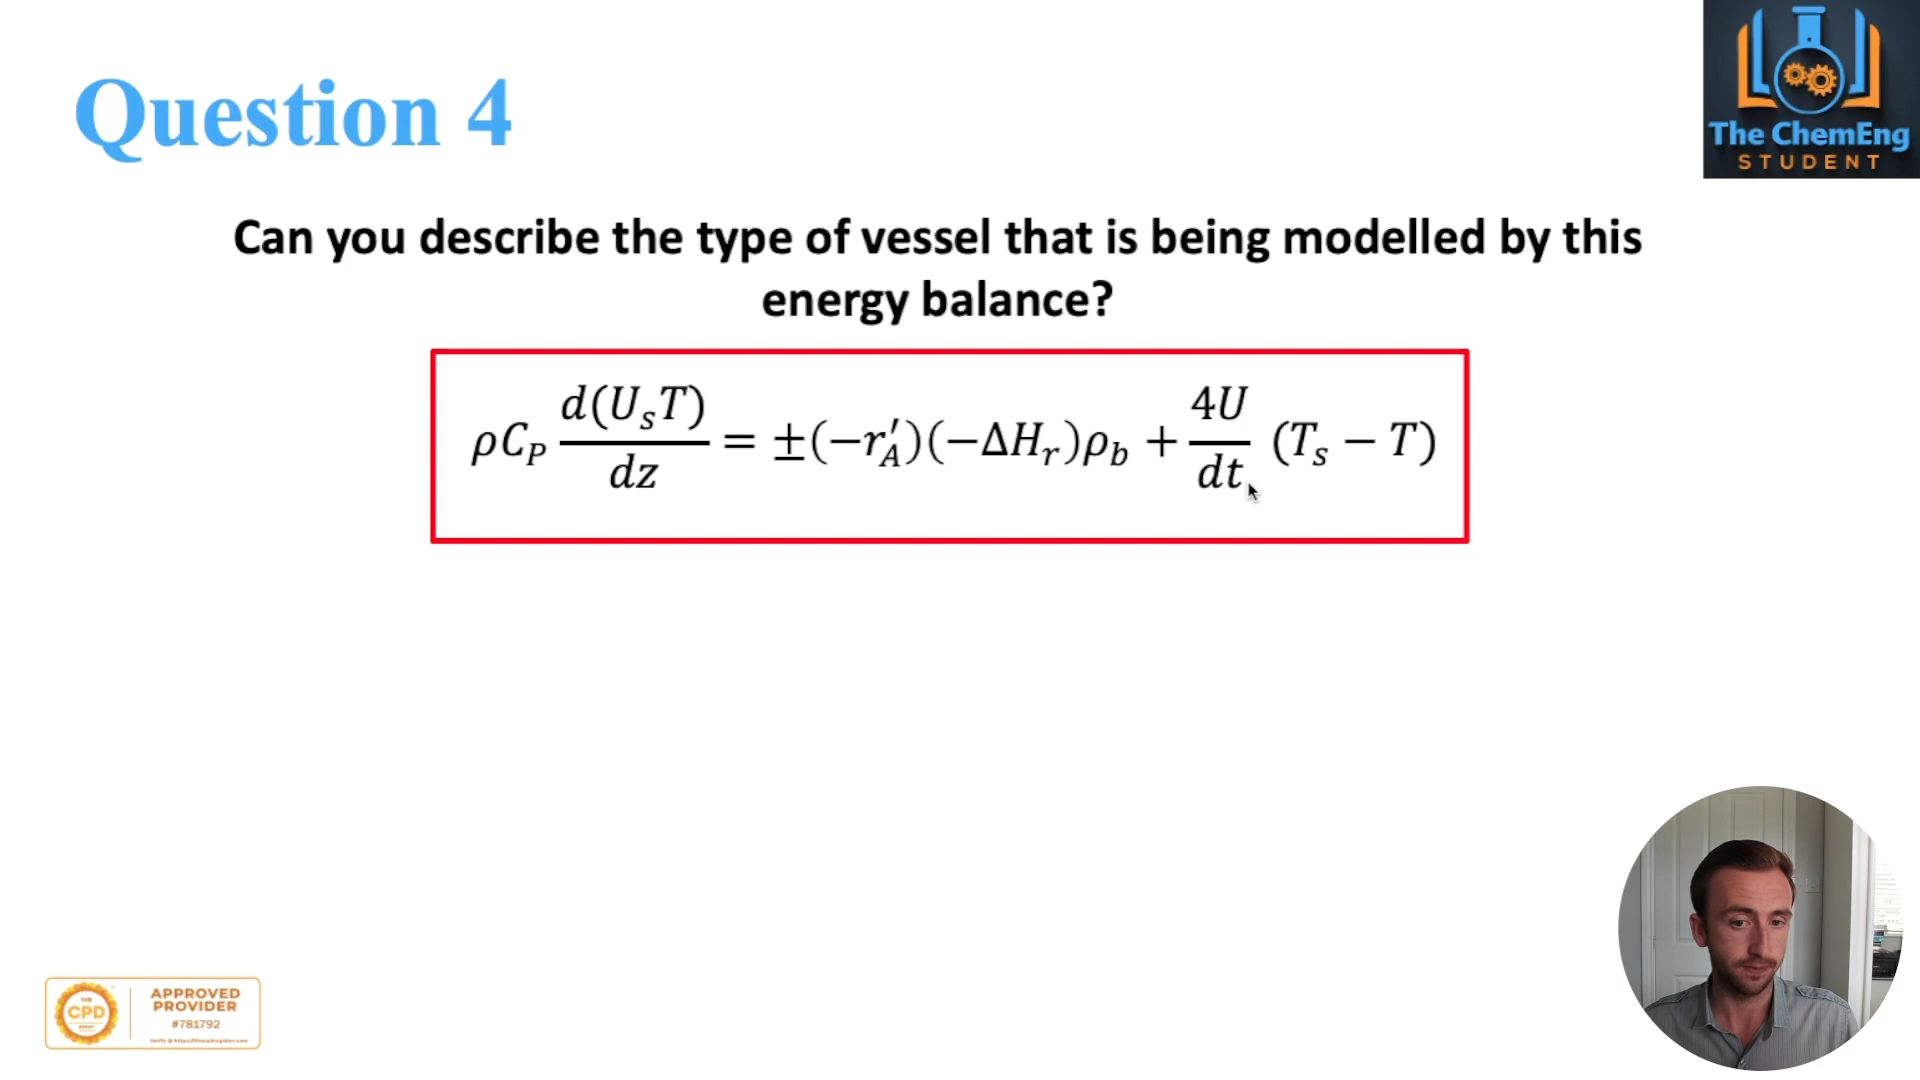 Question 4
The ChemEng
STUDENT
Can you describe the type of vessel that is being modelled by this
energy balance?
ρC_P d(U_sT)/dz = ±(−r′_A)(−ΔH_r)ρ_b + 4U/dt (T_s − T)
THE
CPD
APPROVED
PROVIDER
#781792